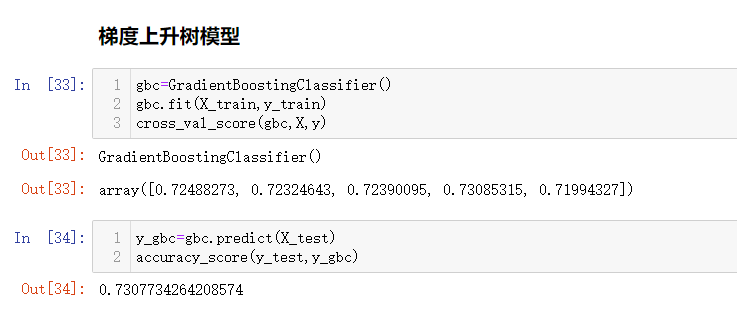 梯度上升树模型
In [33]:
1 gbc=GradientBoostingClassifier()
2 gbc.fit(X_train,y_train)
3 cross_val_score(gbc,X,y)
Out[33]: GradientBoostingClassifier()
Out[33]: array([0.72488273, 0.72324643, 0.72390095, 0.73085315, 0.71994327])
In [34]:
1 y_gbc=gbc.predict(X_test)
2 accuracy_score(y_test,y_gbc)
Out[34]: 0.7307734264208574